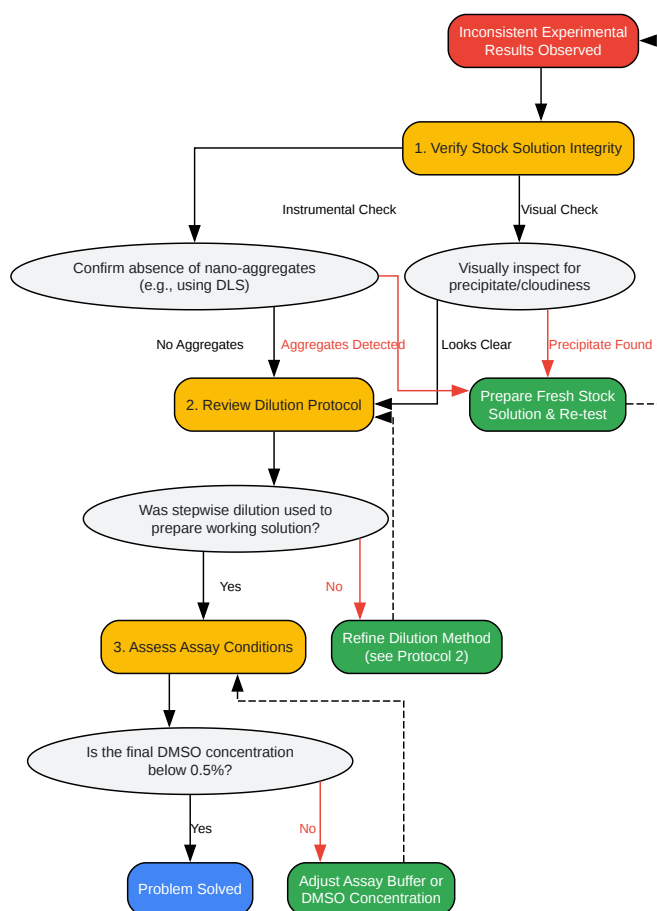 Inconsistent Experimental
Results Observed
1. Verify Stock Solution Integrity
Instrumental Check
Visual Check
Confirm absence of nano-aggregates
(e.g., using DLS)
Visually inspect for
precipitate/cloudiness
No Aggregates
Aggregates Detected
Looks Clear
Precipitate Found
2. Review Dilution Protocol
Prepare Fresh Stock
Solution & Re-test
Was stepwise dilution used to
prepare working solution?
Yes
No
3. Assess Assay Conditions
Refine Dilution Method
(see Protocol 2)
Is the final DMSO concentration
below 0.5%?
Yes
No
Problem Solved
Adjust Assay Buffer or
DMSO Concentration